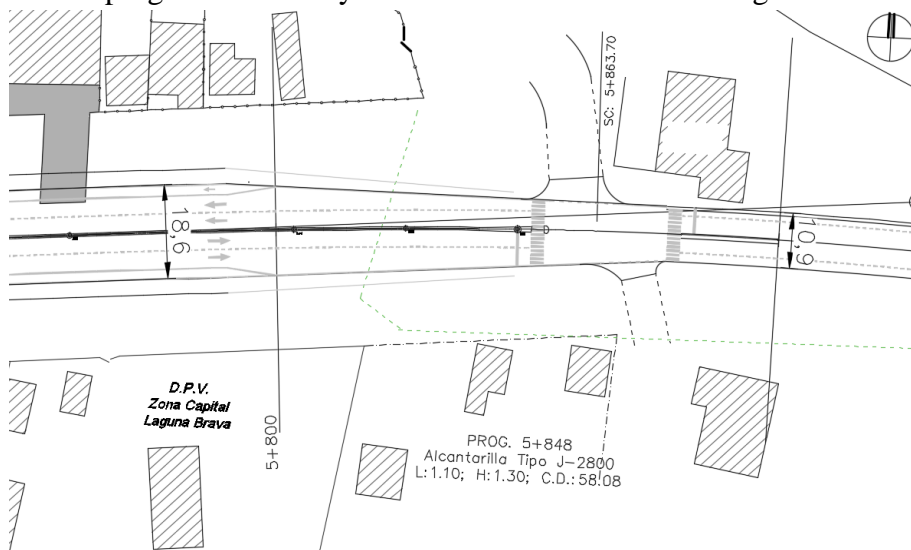 SC: 5+863.70
18,6
10,9
D.P.V.
Zona Capital
Laguna Brava
5+800
PROG. 5+848
Alcantarilla Tipo J-2800
L:1.10; H:1.30; C.D.:58.08